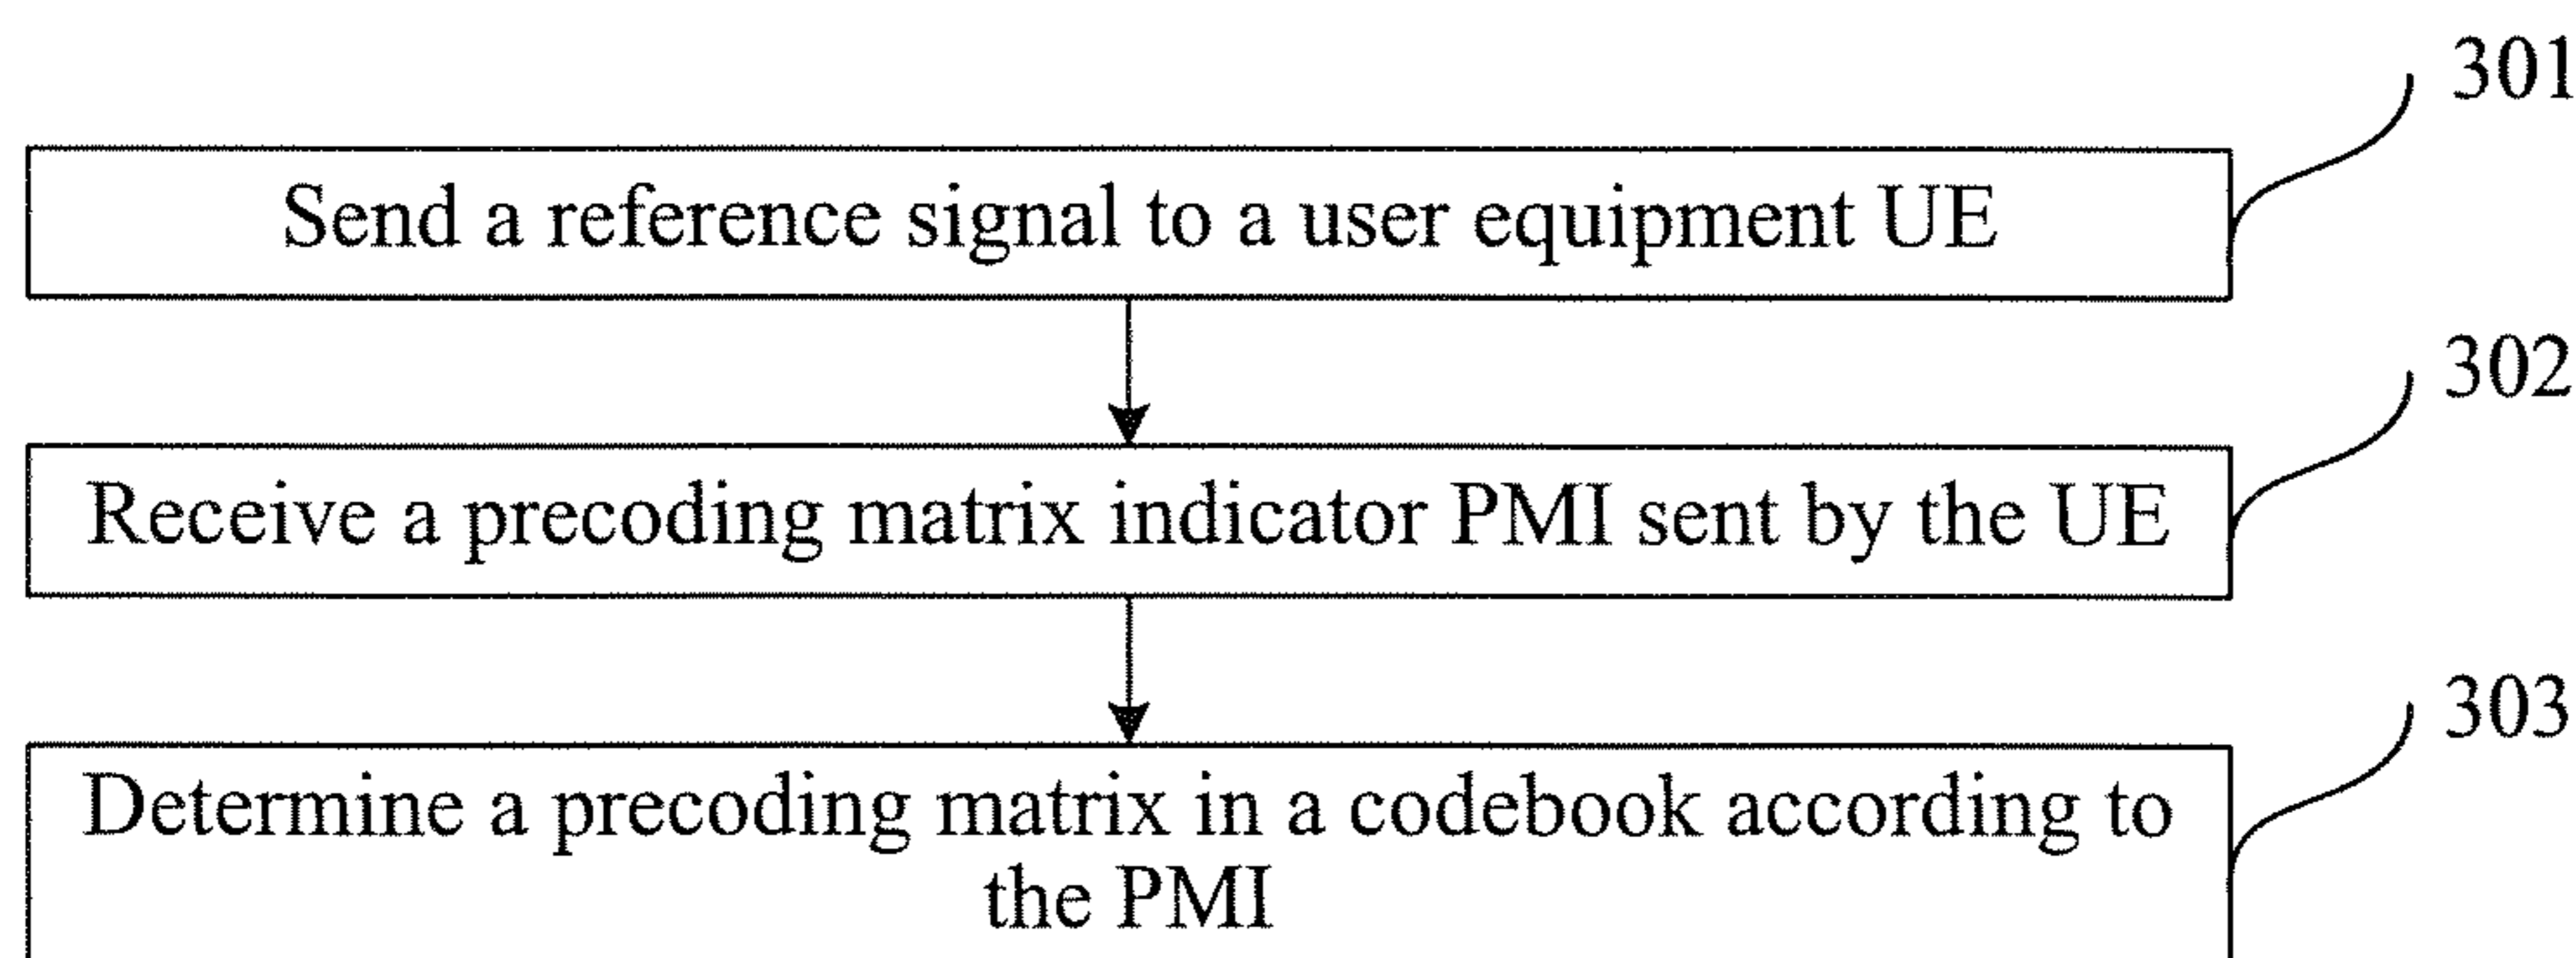 301
Send a reference signal to a user equipment UE
302
Receive a precoding matrix indicator PMI sent by the UE
303
Determine a precoding matrix in a codebook according to
the PMI